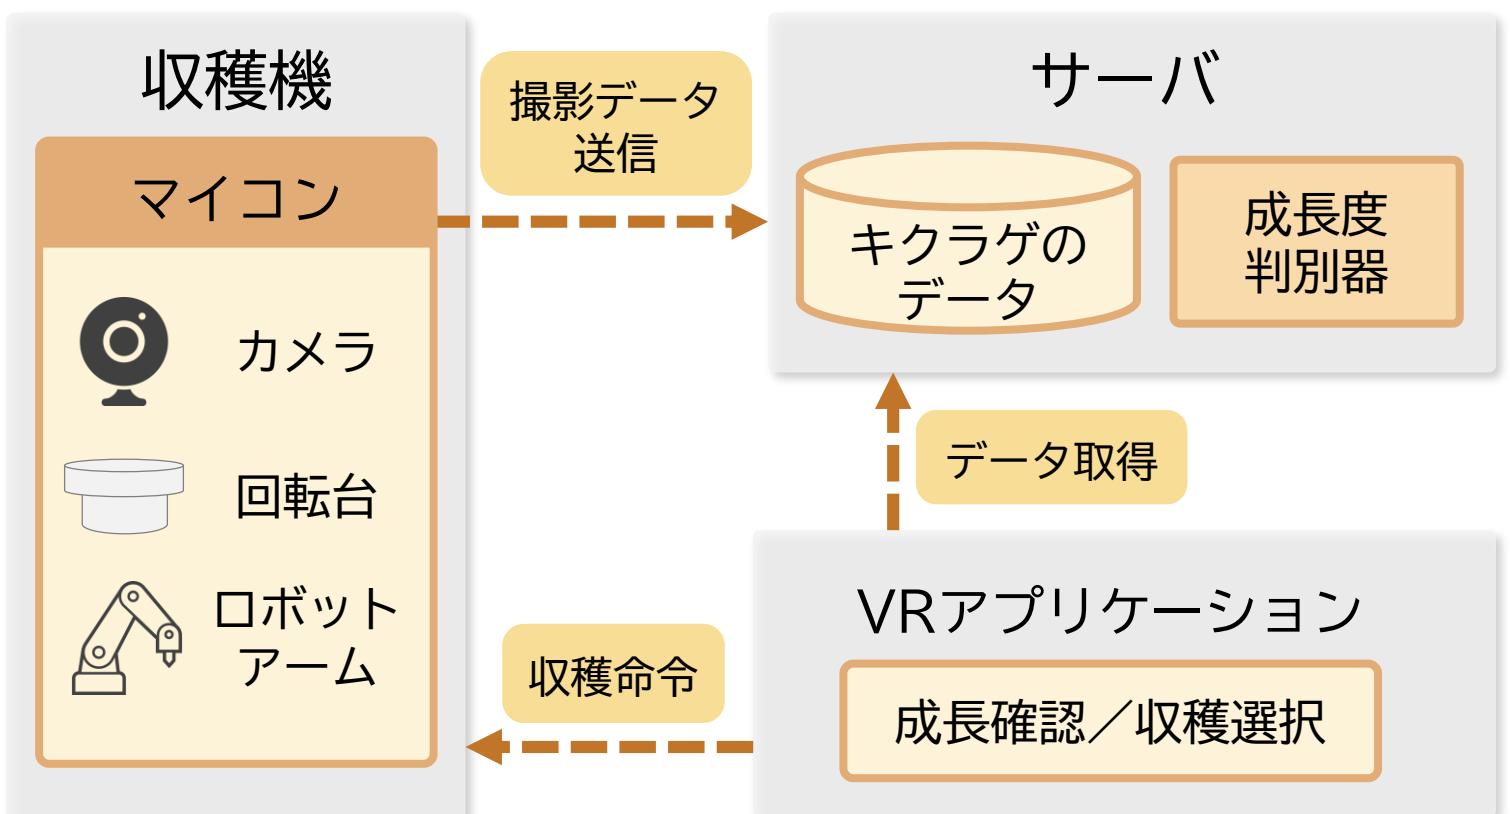 収穫機
マイコン
カメラ
回転台
ロボット
アーム
撮影データ
送信
サーバ
キクラゲの
データ
成長度
判別器
データ取得
VRアプリケーション
成長確認／収穫選択
収穫命令